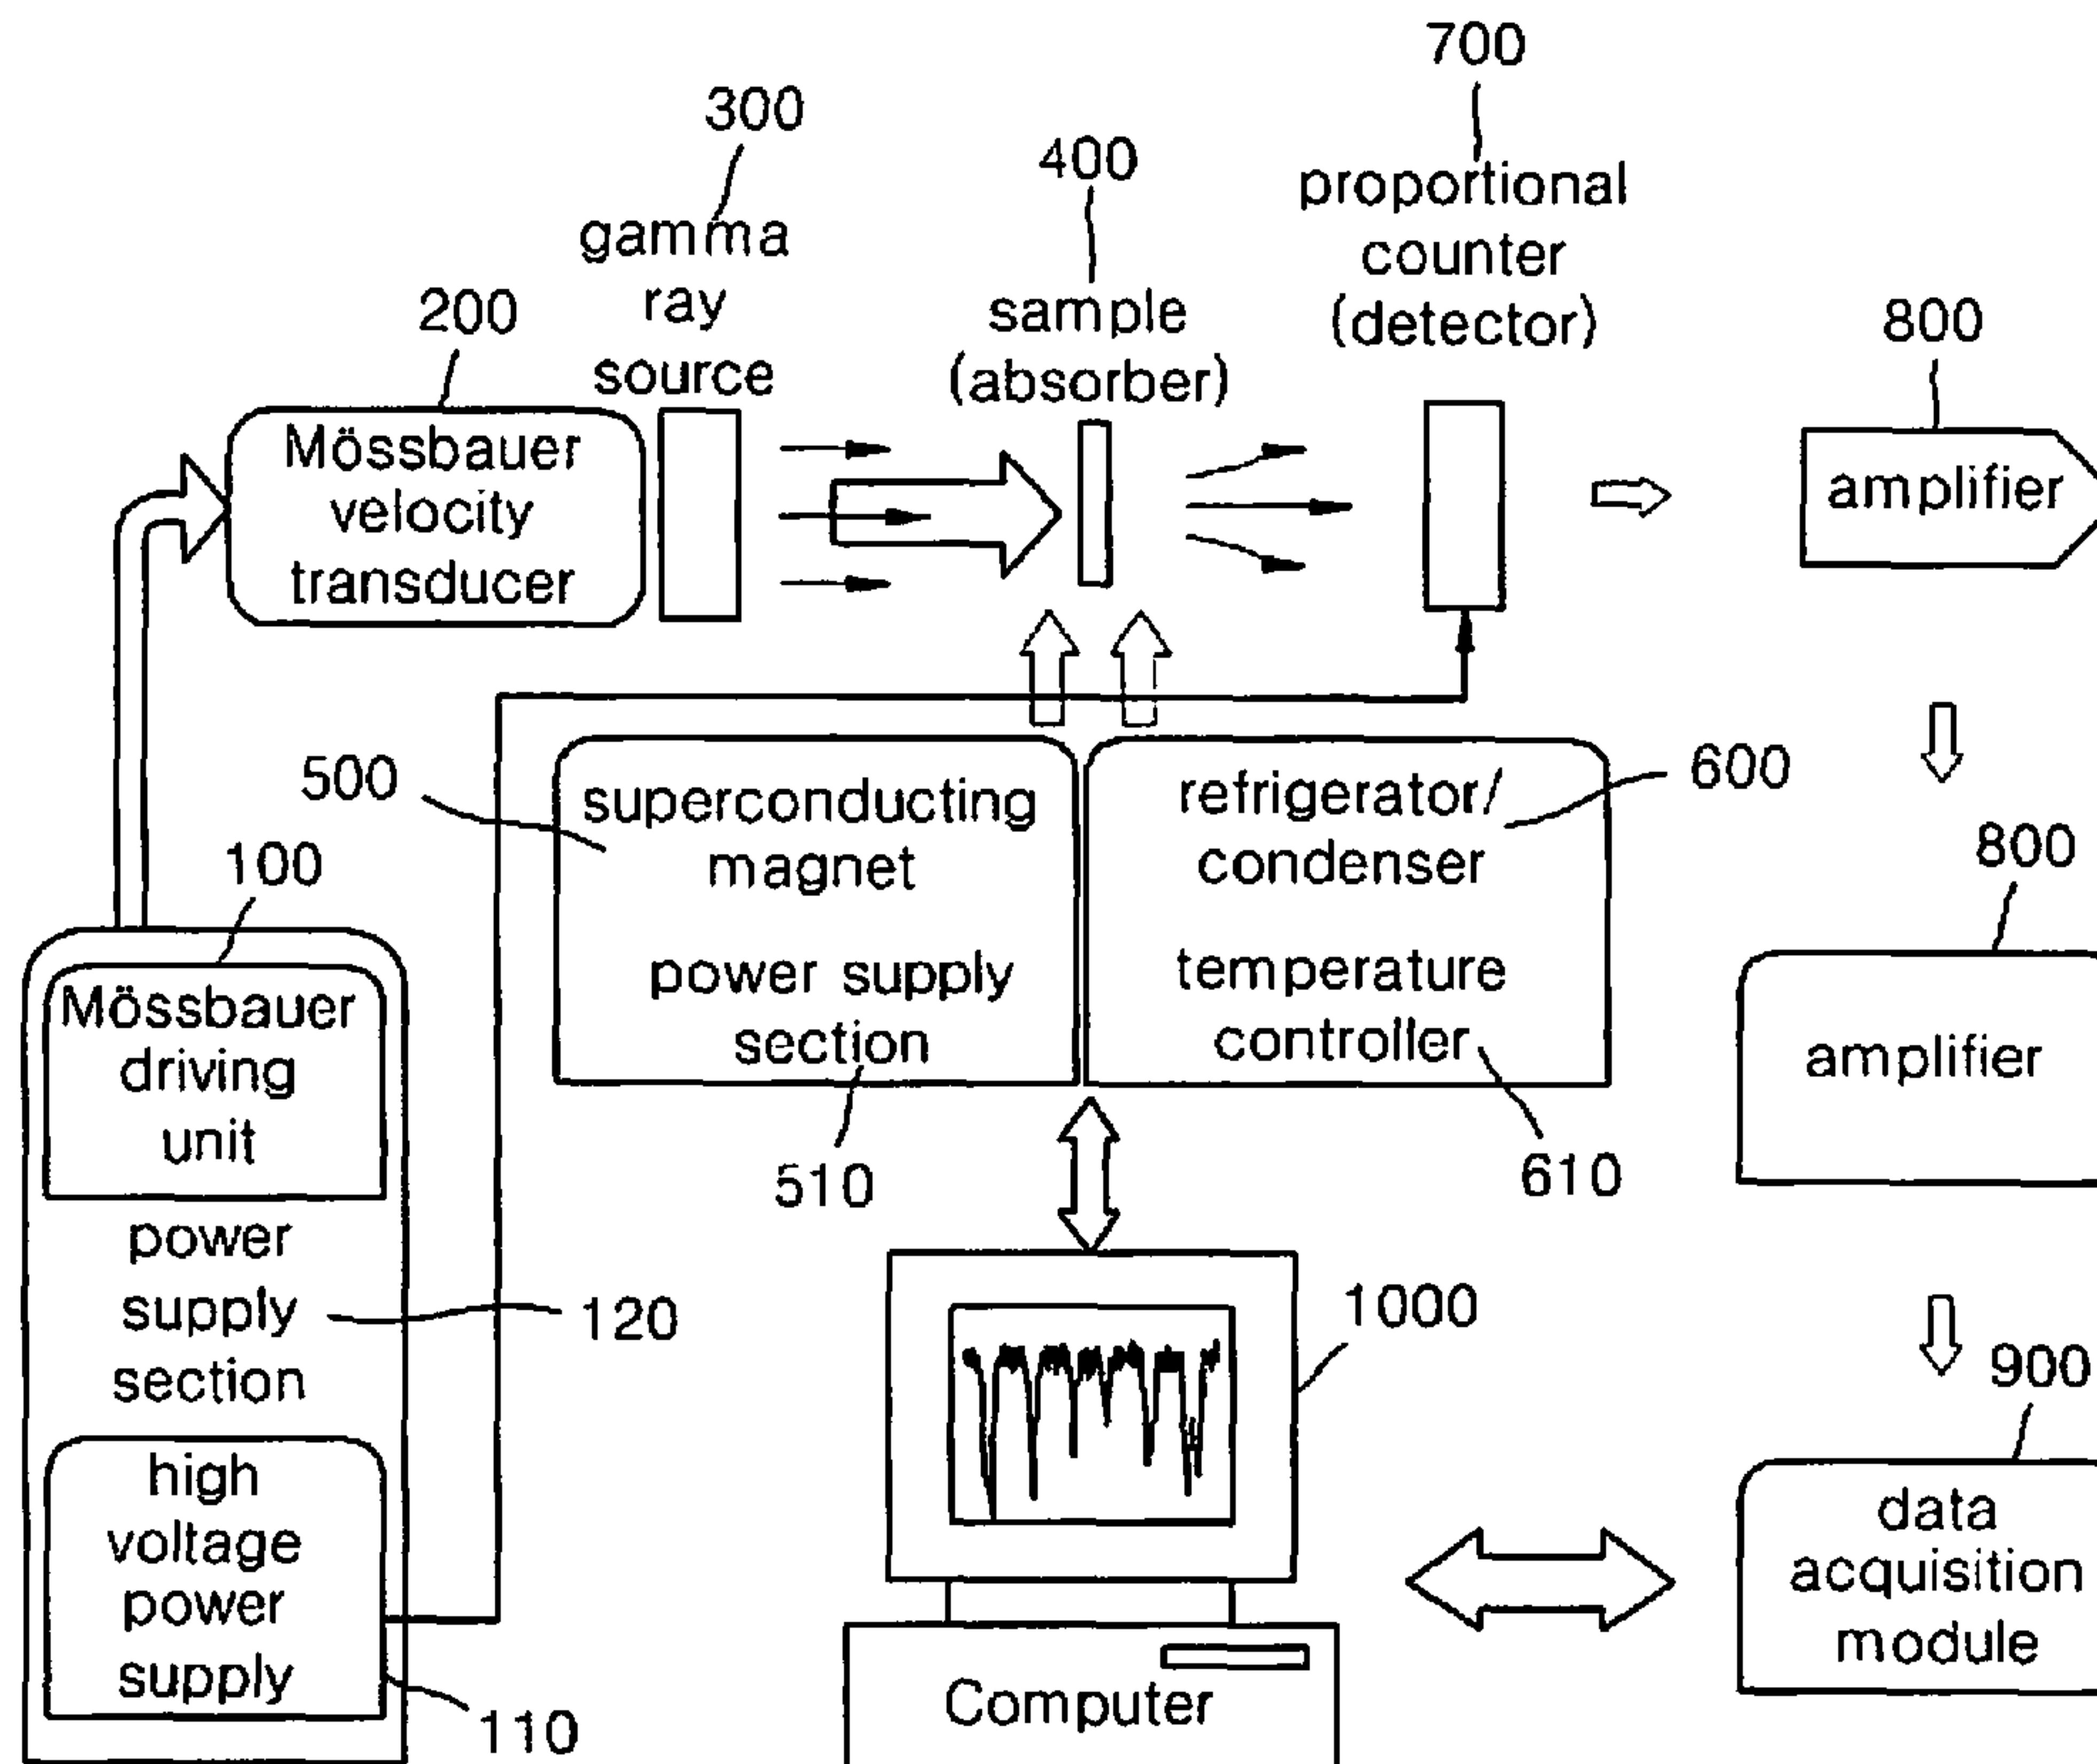 700
300
400
proportional
counter
(detector)
gamma
ray
source
200
sample
(absorber)
800
Mössbauer
velocity
transducer
amplifier
500
superconducting
magnet
power supply
section
510
refrigerator/
condenser
temperature
controller
600
610
800
amplifier
100
Mössbauer
driving
unit
power
supply
section
120
high
voltage
power
supply
110
1000
Computer
900
data
acquisition
module